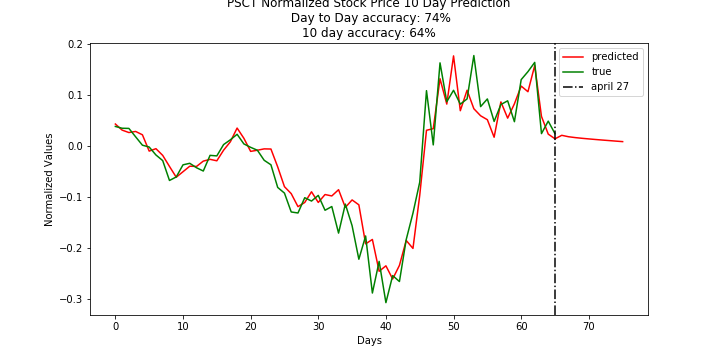 PSCT Normalized Stock Price 10 Day Prediction
Day to Day accuracy: 74%
10 day accuracy: 64%
predicted
true
april 27
Normalized Values
0.2
0.1
0.0
−0.1
−0.2
−0.3
0 10 20 30 40 50 60 70
Days